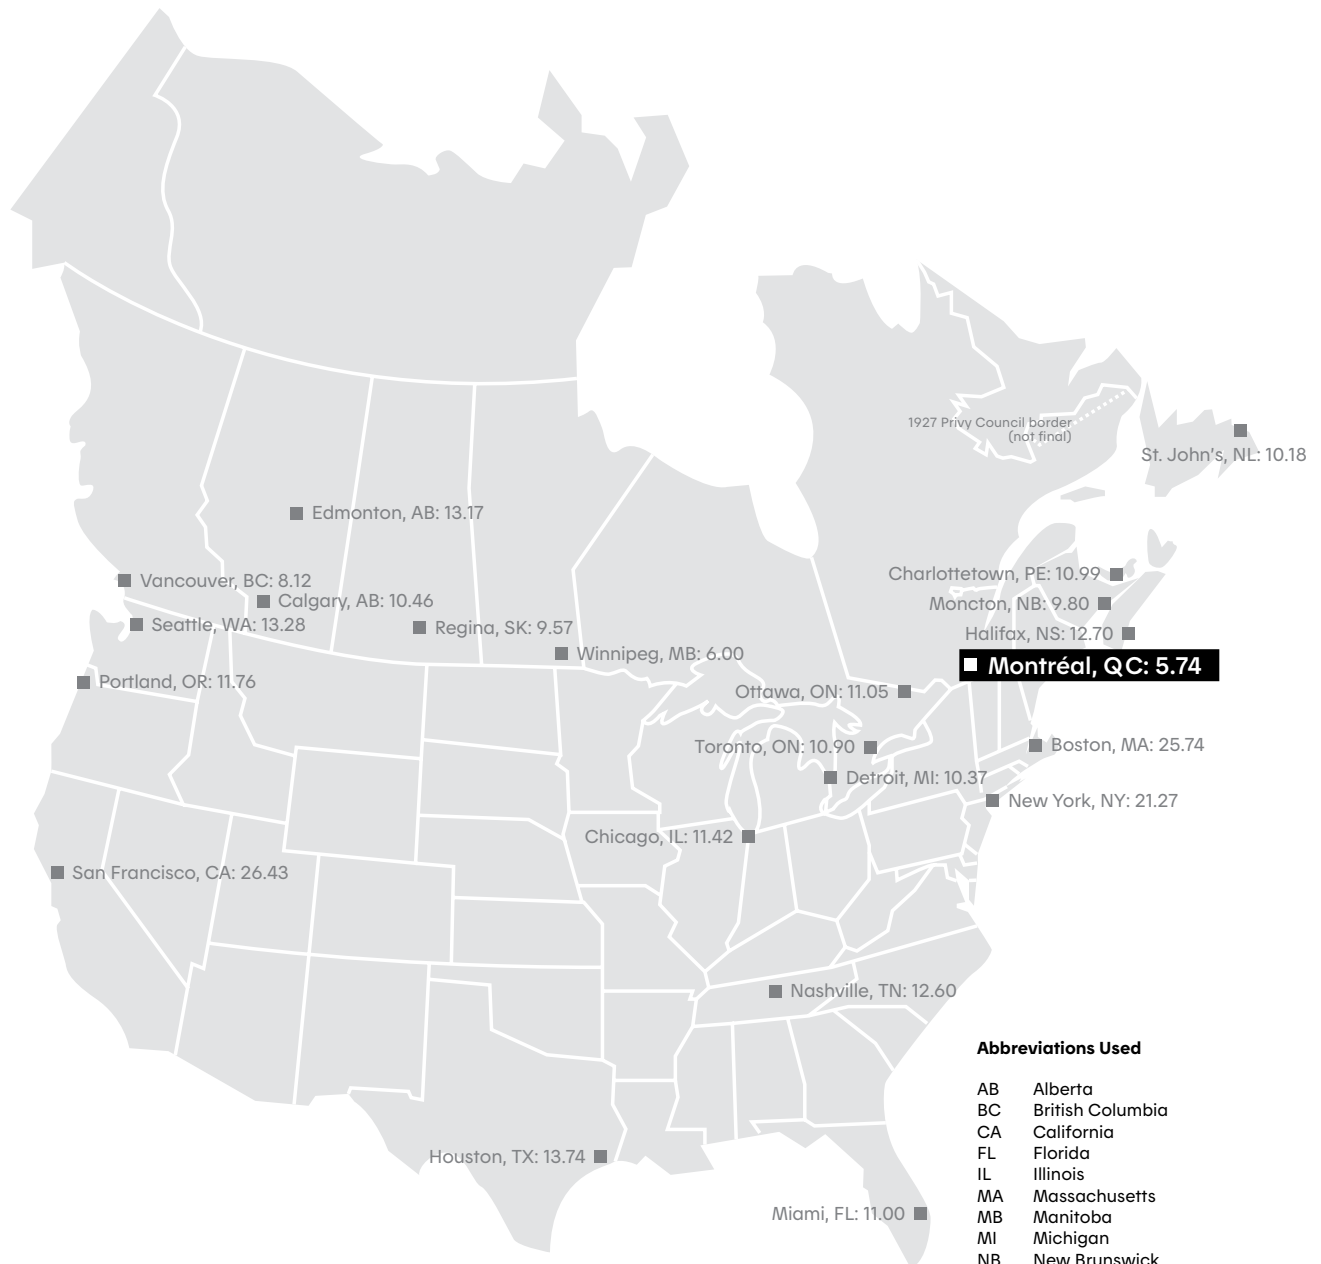 1927 Privy Council border
(not final)
St. John's, NL: 10.18
Edmonton, AB: 13.17
Vancouver, BC: 8.12
Charlottetown, PE: 10.99
Calgary, AB: 10.46
Moncton, NB: 9.80
Seattle, WA: 13.28
Regina, SK: 9.57
Halifax, NS: 12.70
Winnipeg, MB: 6.00
Montréal, QC: 5.74
Portland, OR: 11.76
Ottawa, ON: 11.05
Toronto, ON: 10.90
Boston, MA: 25.74
Detroit, MI: 10.37
New York, NY: 21.27
Chicago, IL: 11.42
San Francisco, CA: 26.43
Nashville, TN: 12.60
Houston, TX: 13.74
Miami, FL: 11.00
Abbreviations Used
AB Alberta
BC British Columbia
CA California
FL Florida
IL Illinois
MA Massachusetts
MB Manitoba
MI Michigan
NB New Brunswick